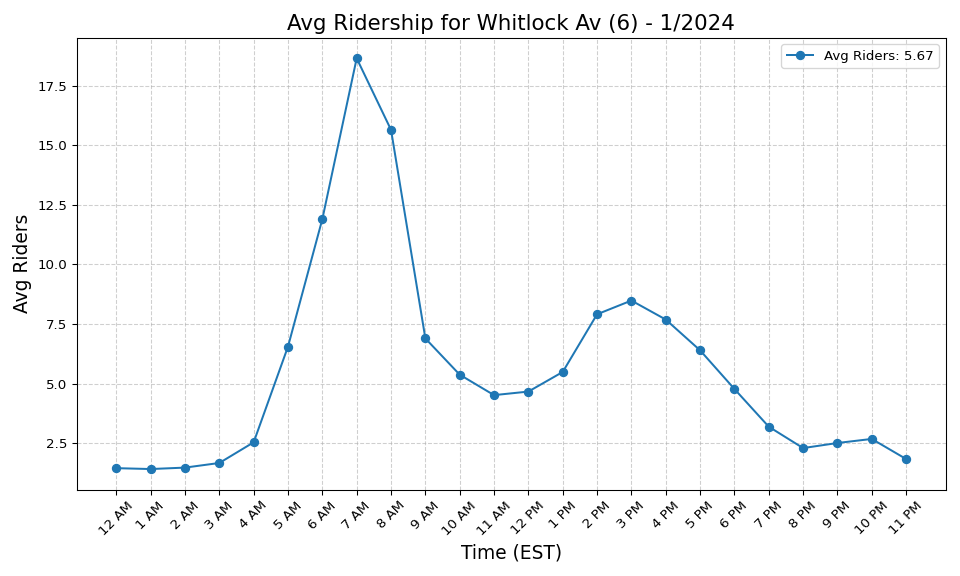 Avg Ridership for Whitlock Av (6) - 1/2024
Avg Riders: 5.67
Avg Riders
17.5
15.0
12.5
10.0
7.5
5.0
2.5
12 AM
1 AM
2 AM
3 AM
4 AM
5 AM
6 AM
7 AM
8 AM
9 AM
10 AM
11 AM
12 PM
1 PM
2 PM
3 PM
4 PM
5 PM
6 PM
7 PM
8 PM
9 PM
10 PM
11 PM
Time (EST)